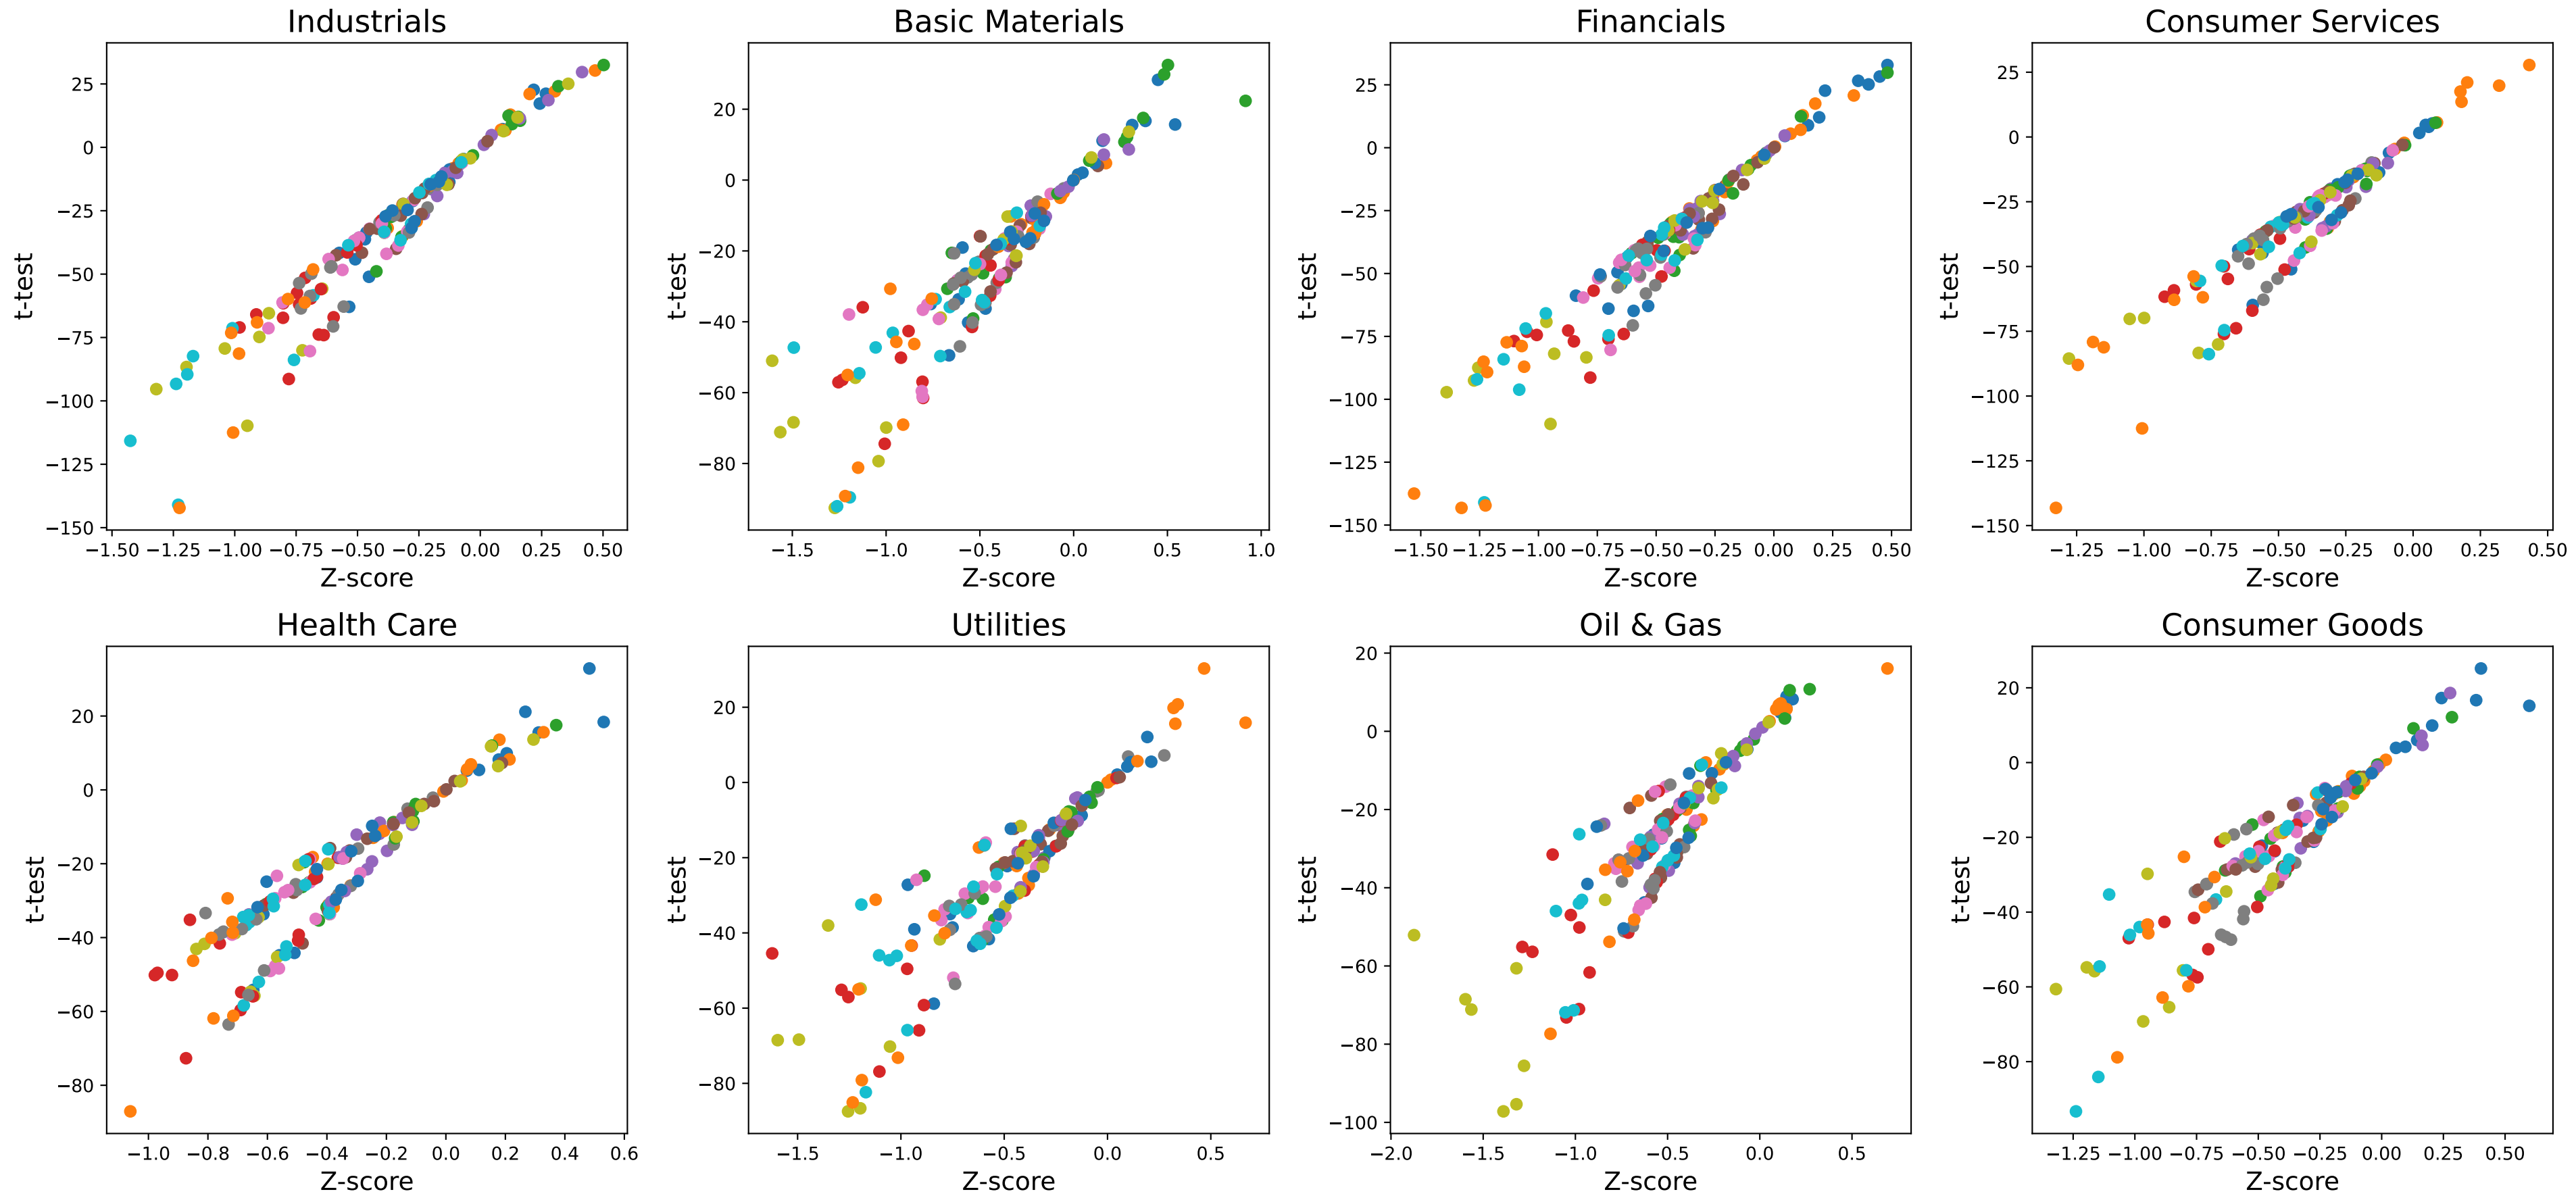 Industrials
Basic Materials
Financials
Consumer Services
25
0
−25
−50
−75
−100
−125
−150
t-test
−1.50 −1.25 −1.00 −0.75 −0.50 −0.25 0.00 0.25 0.50
Z-score
20
0
−20
−40
−60
−80
t-test
−1.5 −1.0 −0.5 0.0 0.5 1.0
Z-score
25
0
−25
−50
−75
−100
−125
−150
t-test
−1.50 −1.25 −1.00 −0.75 −0.50 −0.25 0.00 0.25 0.50
Z-score
25
0
−25
−50
−75
−100
−125
−150
t-test
−1.25 −1.00 −0.75 −0.50 −0.25 0.00 0.25 0.50
Z-score
Health Care
Utilities
Oil & Gas
Consumer Goods
20
0
−20
−40
−60
−80
t-test
−1.0 −0.8 −0.6 −0.4 −0.2 0.0 0.2 0.4 0.6
Z-score
20
0
−20
−40
−60
−80
t-test
−1.5 −1.0 −0.5 0.0 0.5
Z-score
20
0
−20
−40
−60
−80
−100
t-test
−2.0 −1.5 −1.0 −0.5 0.0 0.5
Z-score
20
0
−20
−40
−60
−80
t-test
−1.25 −1.00 −0.75 −0.50 −0.25 0.00 0.25 0.50
Z-score